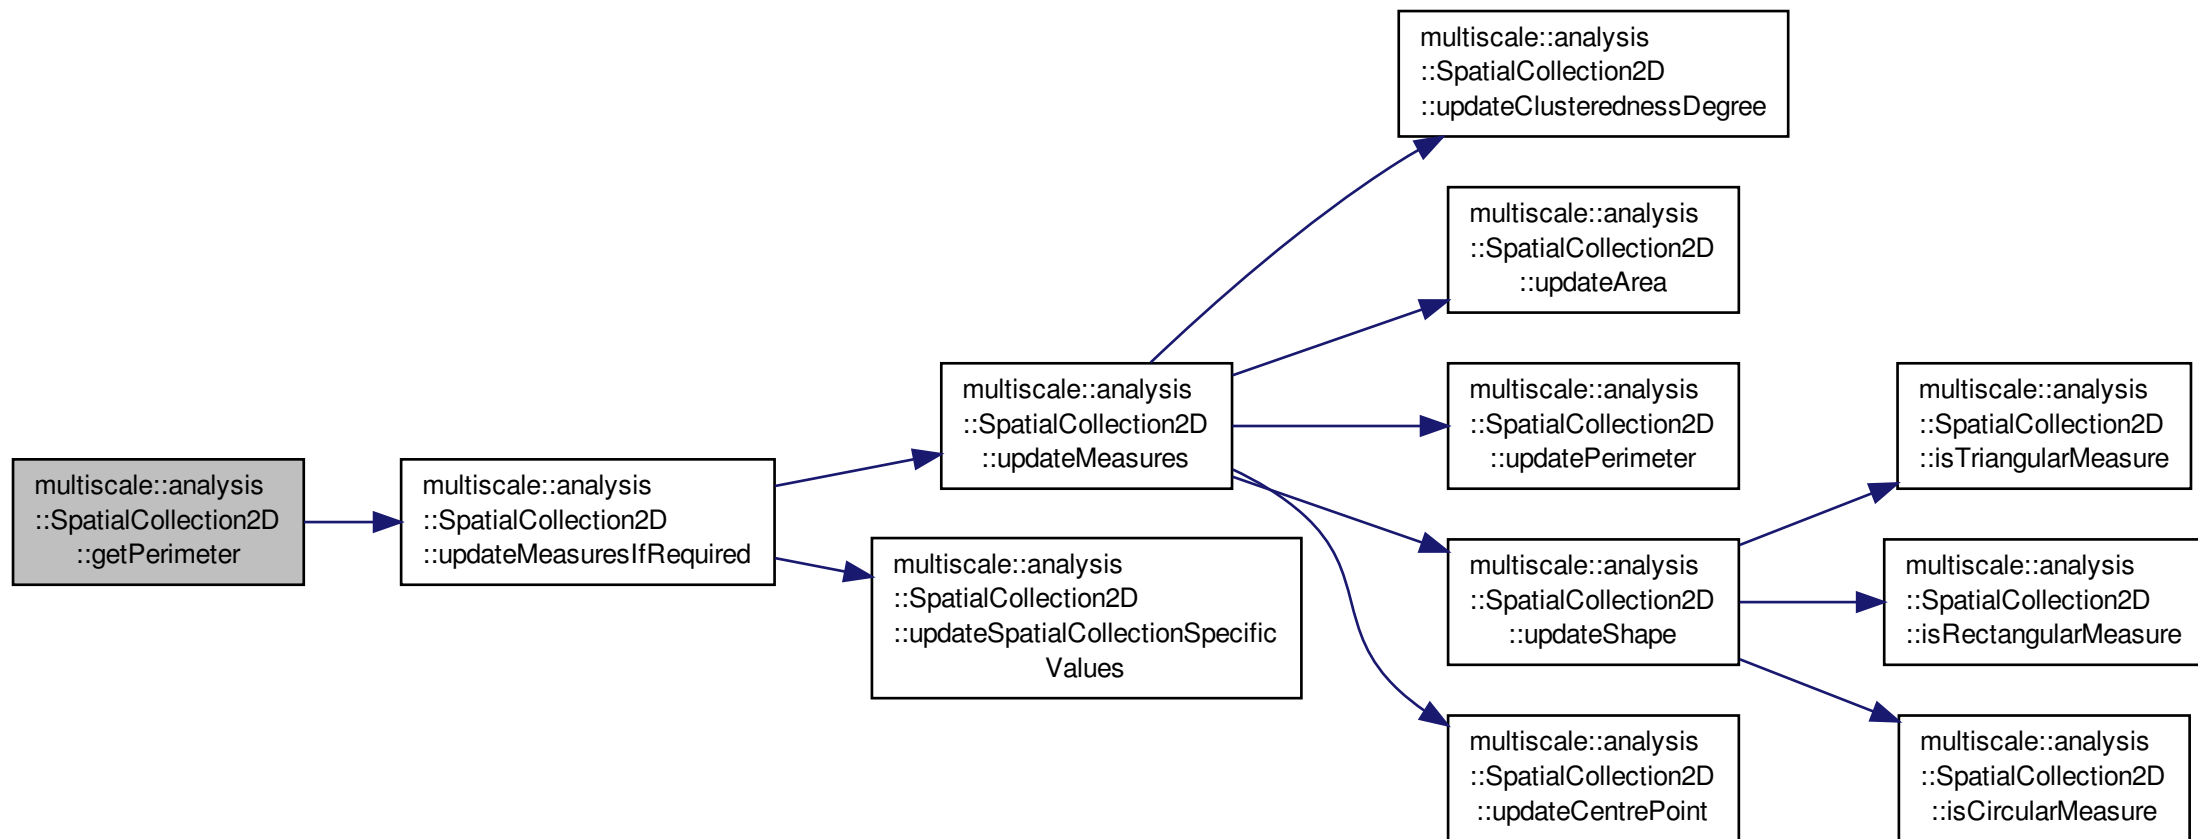 multiscale::analysis
::SpatialCollection2D
::getPerimeter
multiscale::analysis
::SpatialCollection2D
::updateMeasuresIfRequired
multiscale::analysis
::SpatialCollection2D
::updateMeasures
multiscale::analysis
::SpatialCollection2D
::updateSpatialCollectionSpecific
Values
multiscale::analysis
::SpatialCollection2D
::updateClusterednessDegree
multiscale::analysis
::SpatialCollection2D
::updateArea
multiscale::analysis
::SpatialCollection2D
::updatePerimeter
multiscale::analysis
::SpatialCollection2D
::updateShape
multiscale::analysis
::SpatialCollection2D
::updateCentrePoint
multiscale::analysis
::SpatialCollection2D
::isTriangularMeasure
multiscale::analysis
::SpatialCollection2D
::isRectangularMeasure
multiscale::analysis
::SpatialCollection2D
::isCircularMeasure